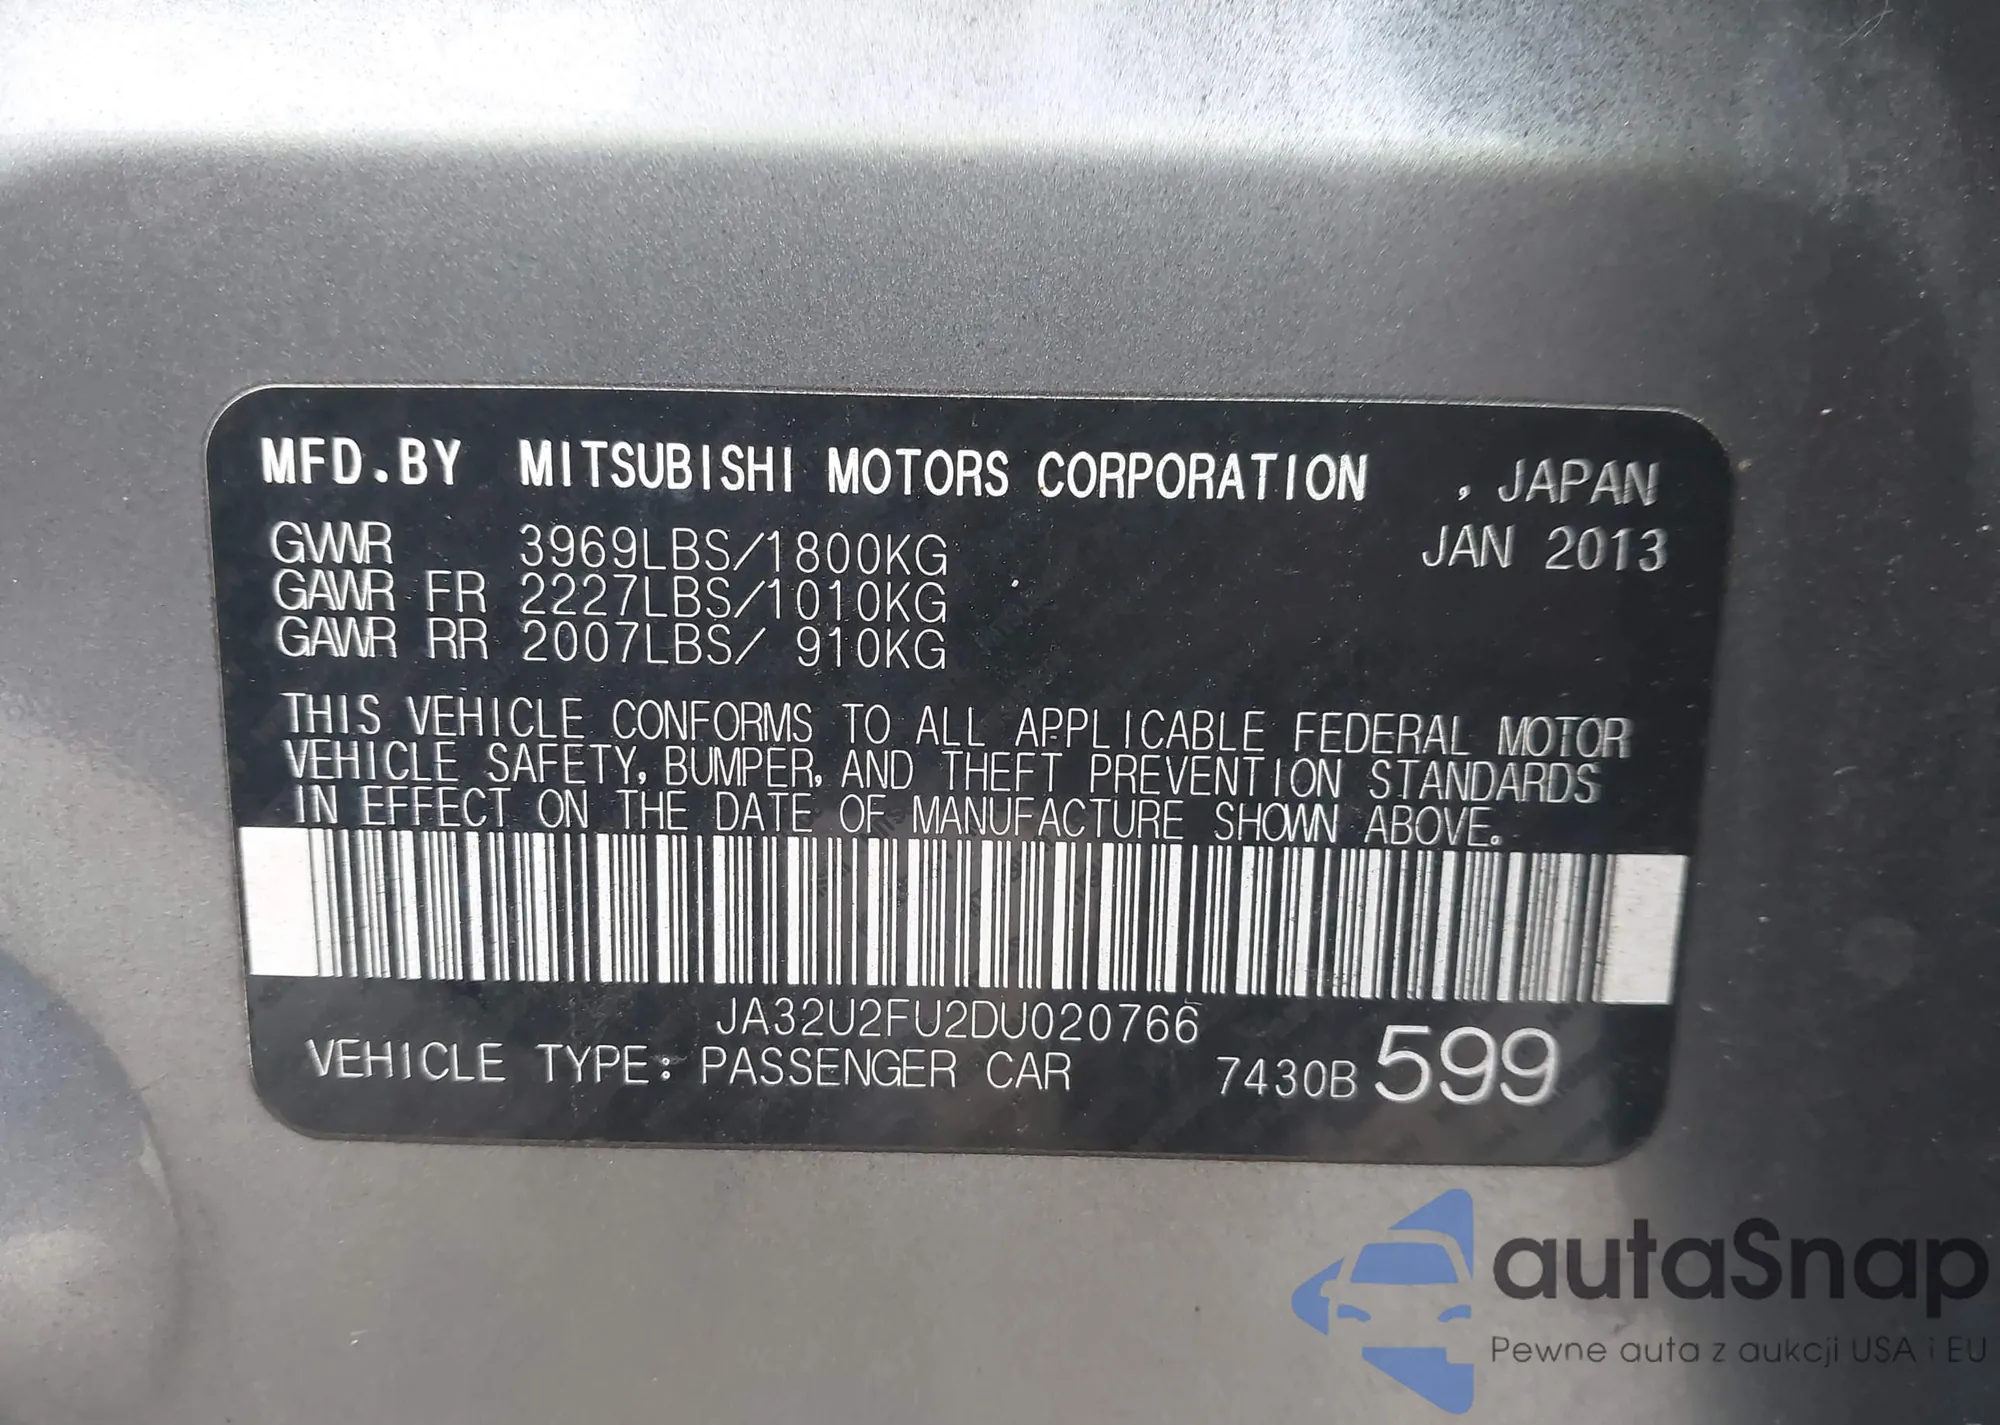 MFD.BY MITSUBISHI MOTORS CORPORATION , JAPAN
GVWR 3969LBS/1800KG JAN 2013
GAWR FR 2227LBS/1010KG
GAWR RR 2007LBS/ 910KG
THIS VEHICLE CONFORMS TO ALL APPLICABLE FEDERAL MOTOR
VEHICLE SAFETY, BUMPER, AND THEFT PREVENTION STANDARDS
IN EFFECT ON THE DATE OF MANUFACTURE SHOWN ABOVE.
JA32U2FU2DU020766
VEHICLE TYPE: PASSENGER CAR 7430B 599
autaSnap
Pewne auta z aukcji USA i EU